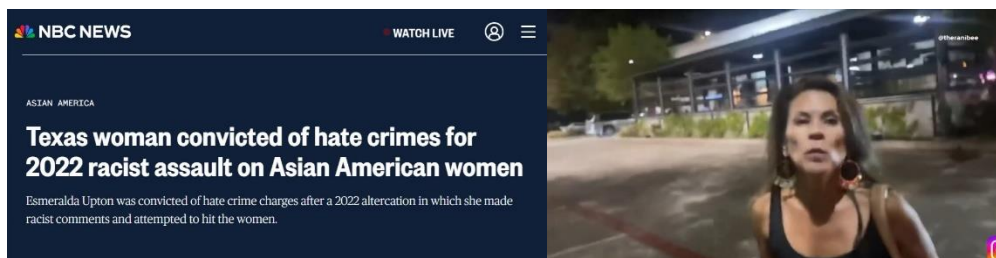 NBC NEWS
WATCH LIVE
ASIAN AMERICA
Texas woman convicted of hate crimes for
2022 racist assault on Asian American women
Esmeralda Upton was convicted of hate crime charges after a 2022 altercation in which she made
racist comments and attempted to hit the women.
@theranibee